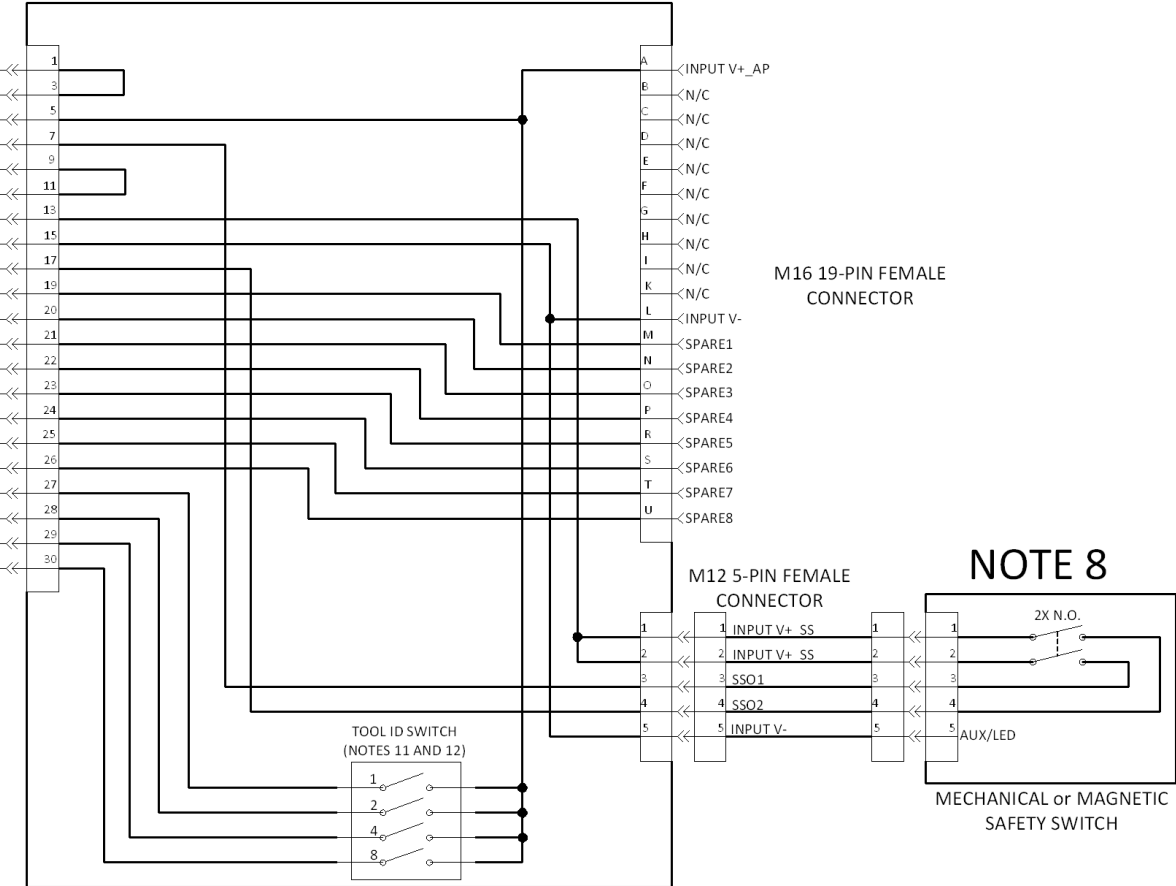 1
3
5
7
9
11
13
15
17
19
20
21
22
23
24
25
26
27
28
29
30
A INPUT V+_AP
B N/C
C N/C
D N/C
E N/C
F N/C
G N/C
H N/C
I N/C
K N/C
L INPUT V-
M SPARE1
N SPARE2
O SPARE3
P SPARE4
R SPARE5
S SPARE6
T SPARE7
U SPARE8
M16 19-PIN FEMALE
CONNECTOR
M12 5-PIN FEMALE
CONNECTOR
NOTE 8
2X N.O.
1 1 INPUT V+ SS 1 1
2 2 INPUT V+ SS 2 2
3 3 SSO1 3 3
4 4 SSO2 4 4
5 5 INPUT V- 5 5 AUX/LED
MECHANICAL or MAGNETIC
SAFETY SWITCH
TOOL ID SWITCH
(NOTES 11 AND 12)
1
2
4
8